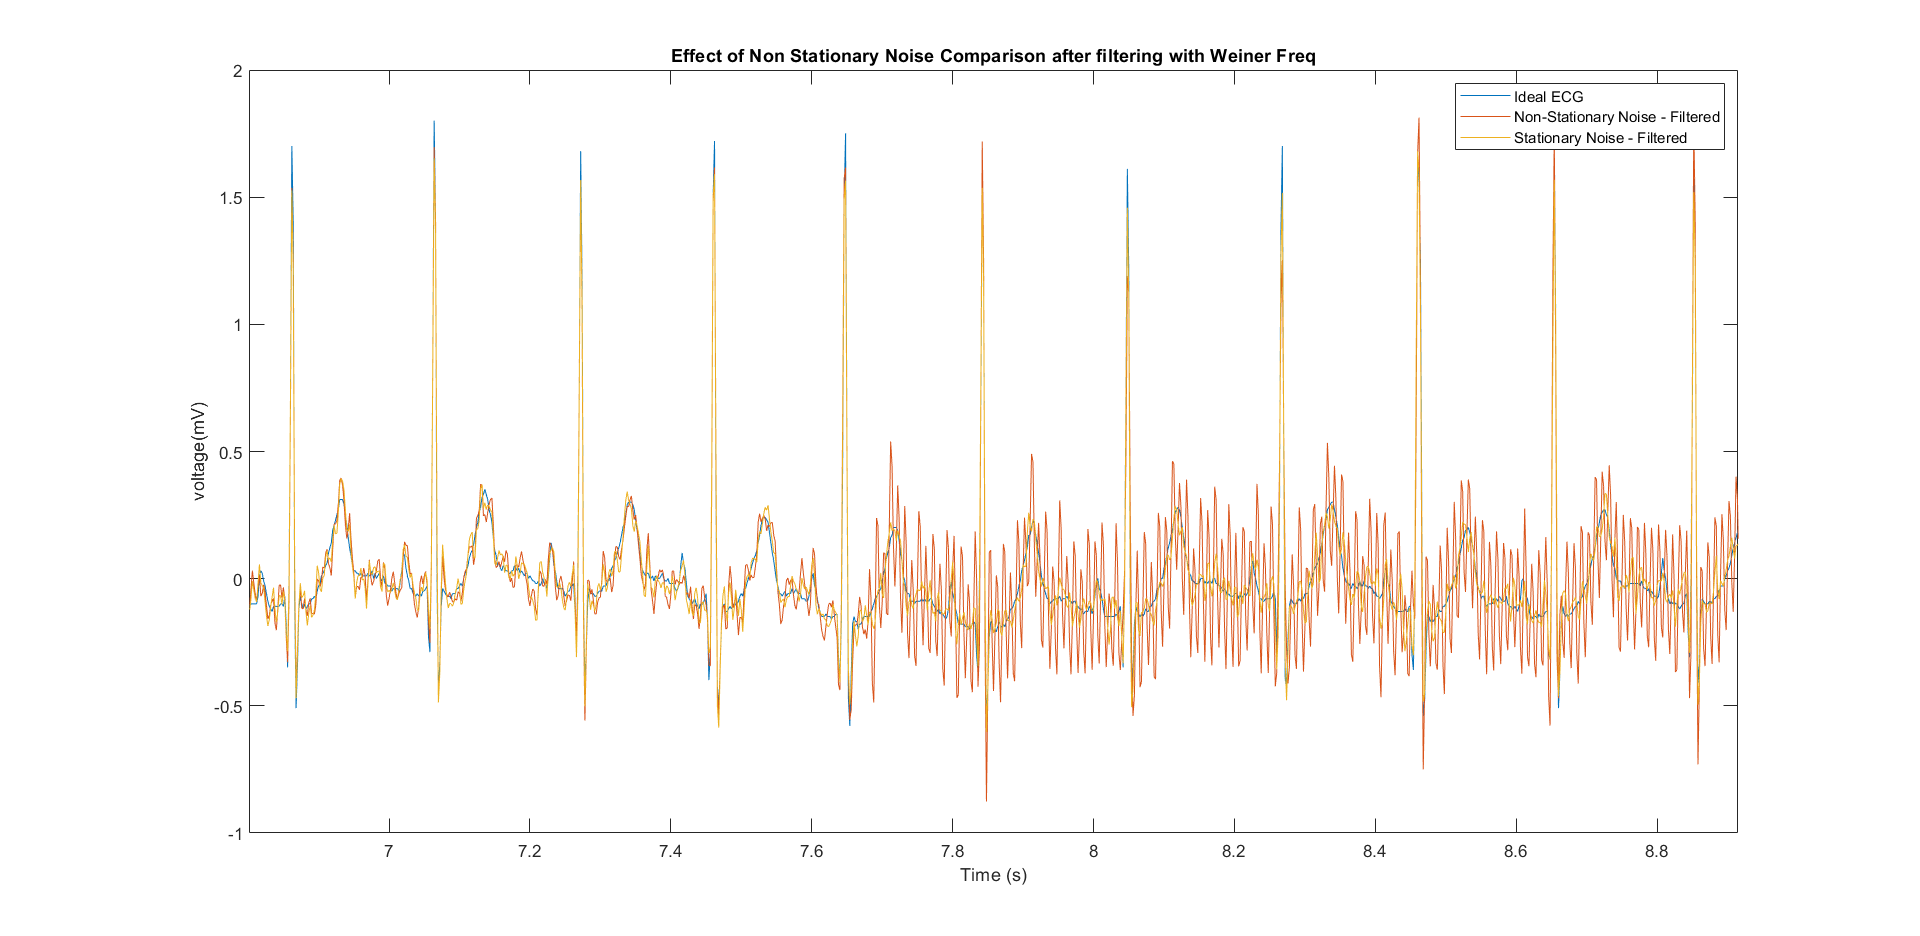 Effect of Non Stationary Noise Comparison after filtering with Weiner Freq
Ideal ECG
Non-Stationary Noise - Filtered
Stationary Noise - Filtered
2
1.5
1
0.5
0
-0.5
-1
voltage(mV)
7 7.2 7.4 7.6 7.8 8 8.2 8.4 8.6 8.8
Time (s)